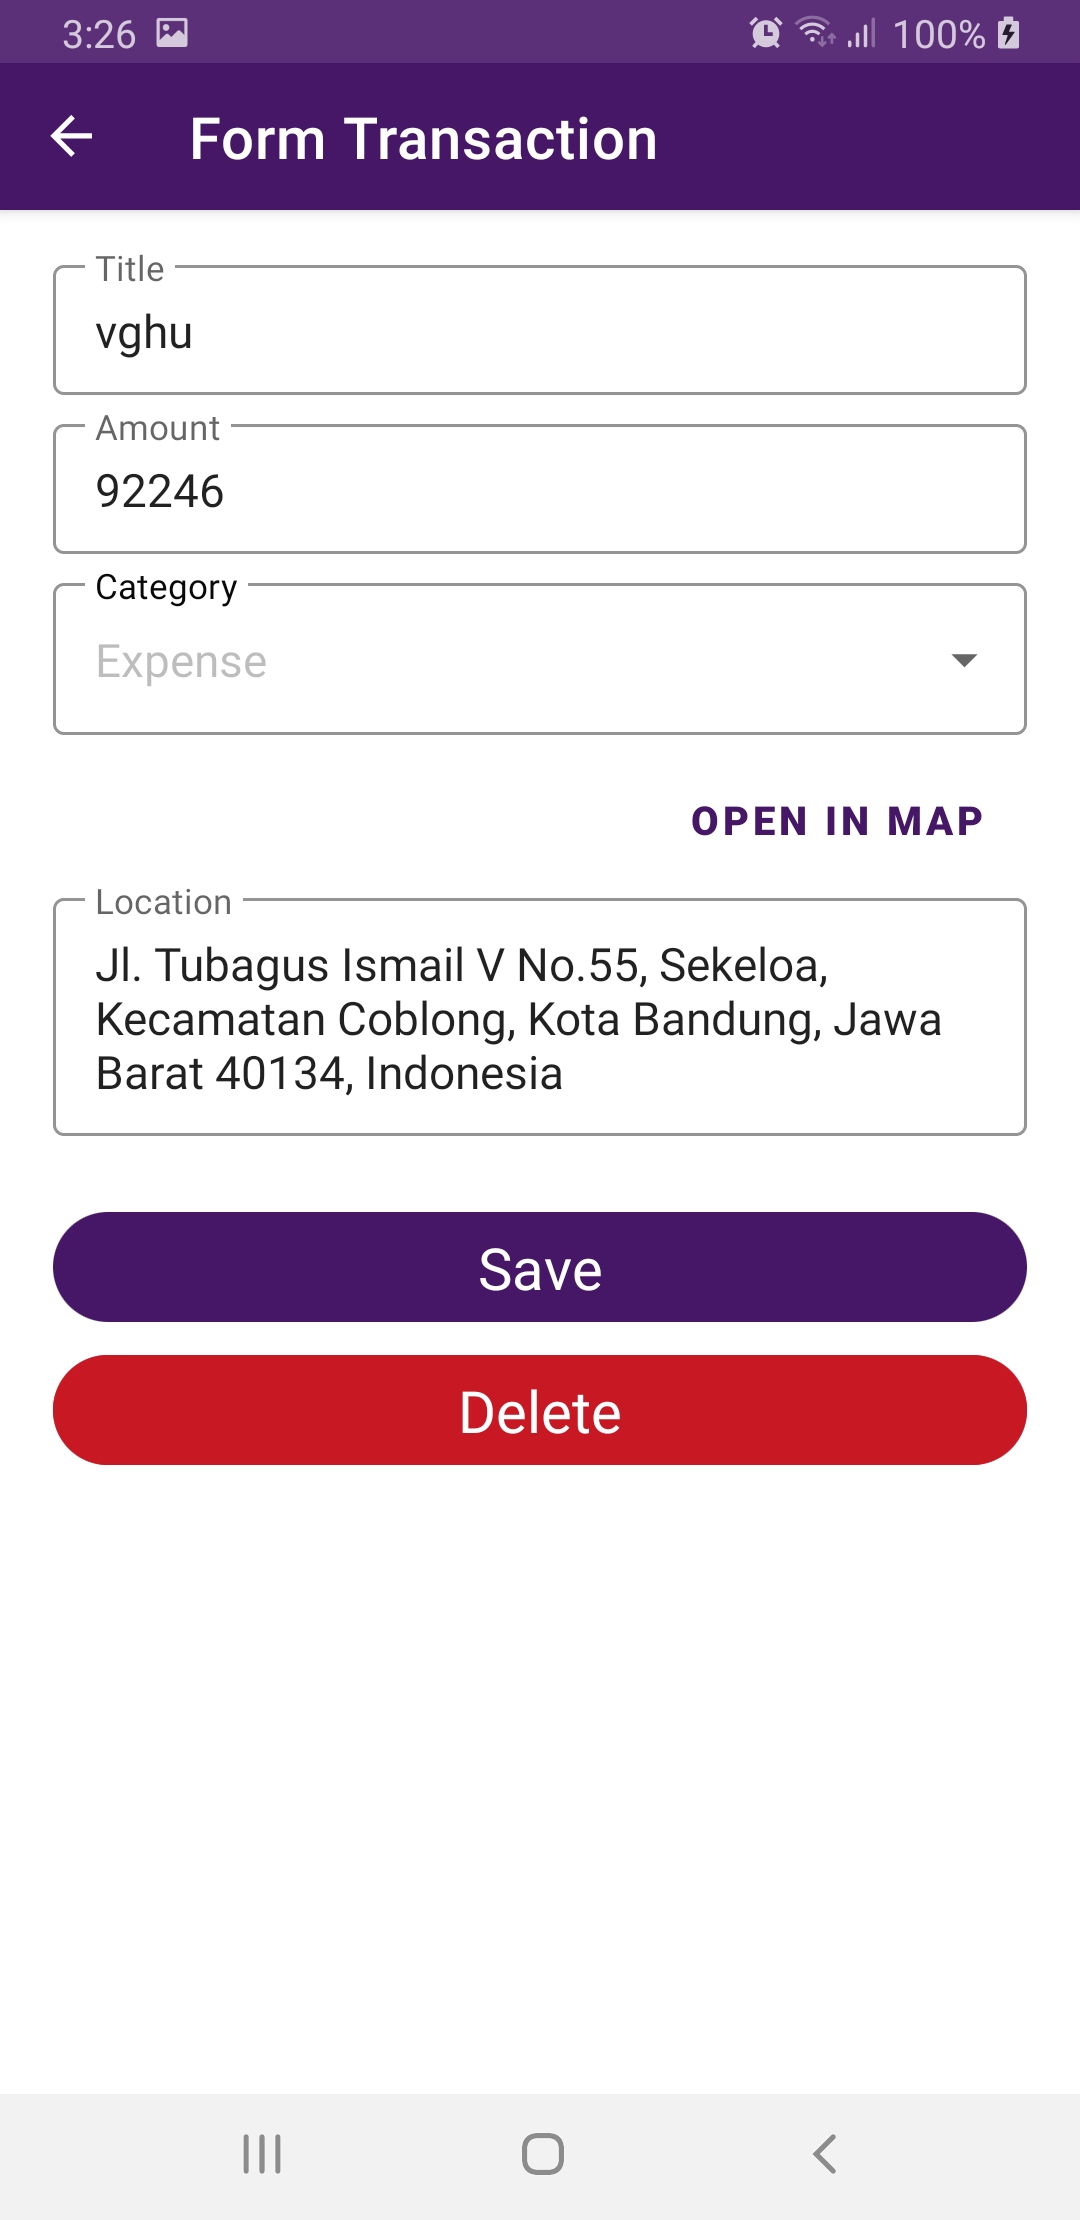 3:26
100%
Form Transaction
Title
vghu
Amount
92246
Category
Expense
OPEN IN MAP
Location
Jl. Tubagus Ismail V No.55, Sekeloa,
Kecamatan Coblong, Kota Bandung, Jawa
Barat 40134, Indonesia
Save
Delete